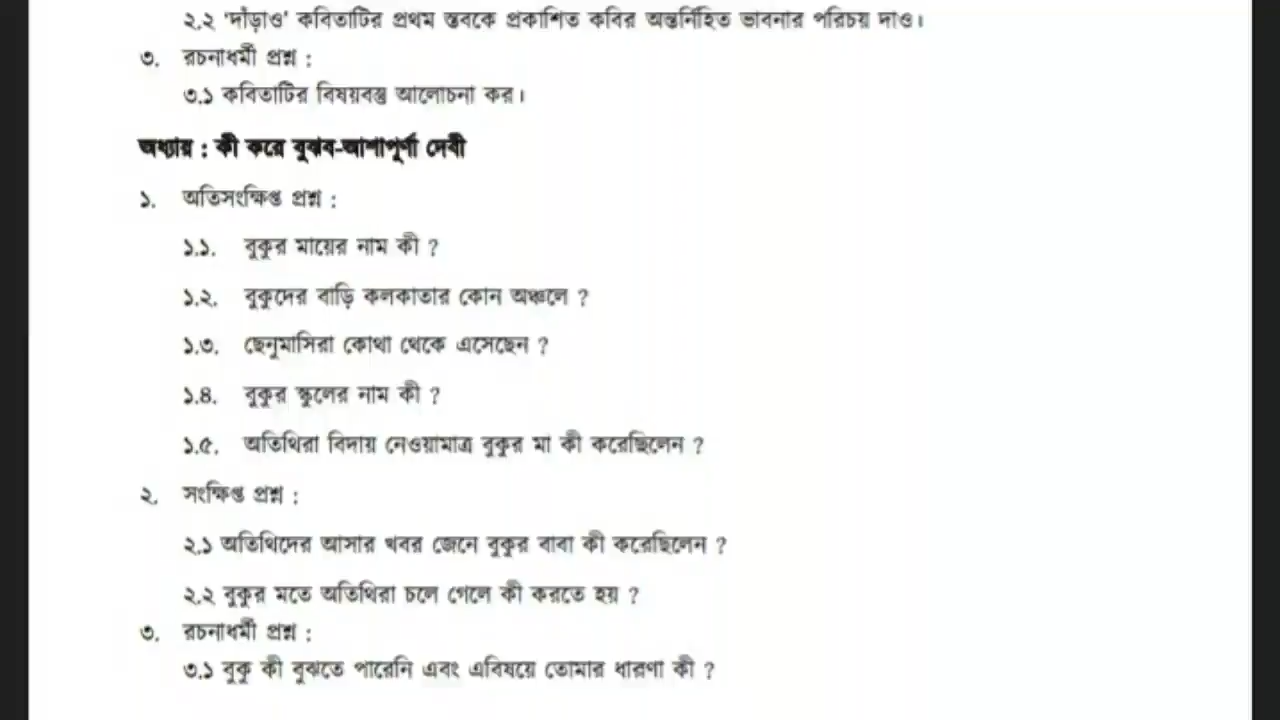 ২.২ ‘দাঁড়াও’ কবিতাটির প্রথম স্তবকে প্রকাশিত কবির অন্তর্নিহিত ভাবনার পরিচয় দাও।
৩. রচনাধর্মী প্রশ্ন :
৩.১ কবিতাটির বিষয়বস্তু আলোচনা কর।
অধ্যায় : কী করে বুঝব-আশাপূর্ণা দেবী
১. অতিসংক্ষিপ্ত প্রশ্ন :
১.১. বুকুর মায়ের নাম কী ?
১.২. বুকুদের বাড়ি কলকাতার কোন অঞ্চলে ?
১.৩. ছেনুমাসিরা কোথা থেকে এসেছেন ?
১.৪. বুকুর স্কুলের নাম কী ?
১.৫. অতিথিরা বিদায় নেওয়ামাত্র বুকুর মা কী করেছিলেন ?
২. সংক্ষিপ্ত প্রশ্ন :
২.১ অতিথিদের আসার খবর জেনে বুকুর বাবা কী করেছিলেন ?
২.২ বুকুর মতে অতিথিরা চলে গেলে কী করতে হয় ?
৩. রচনাধর্মী প্রশ্ন :
৩.১ বুকু কী বুঝতে পারেনি এবং এবিষয়ে তোমার ধারণা কী ?